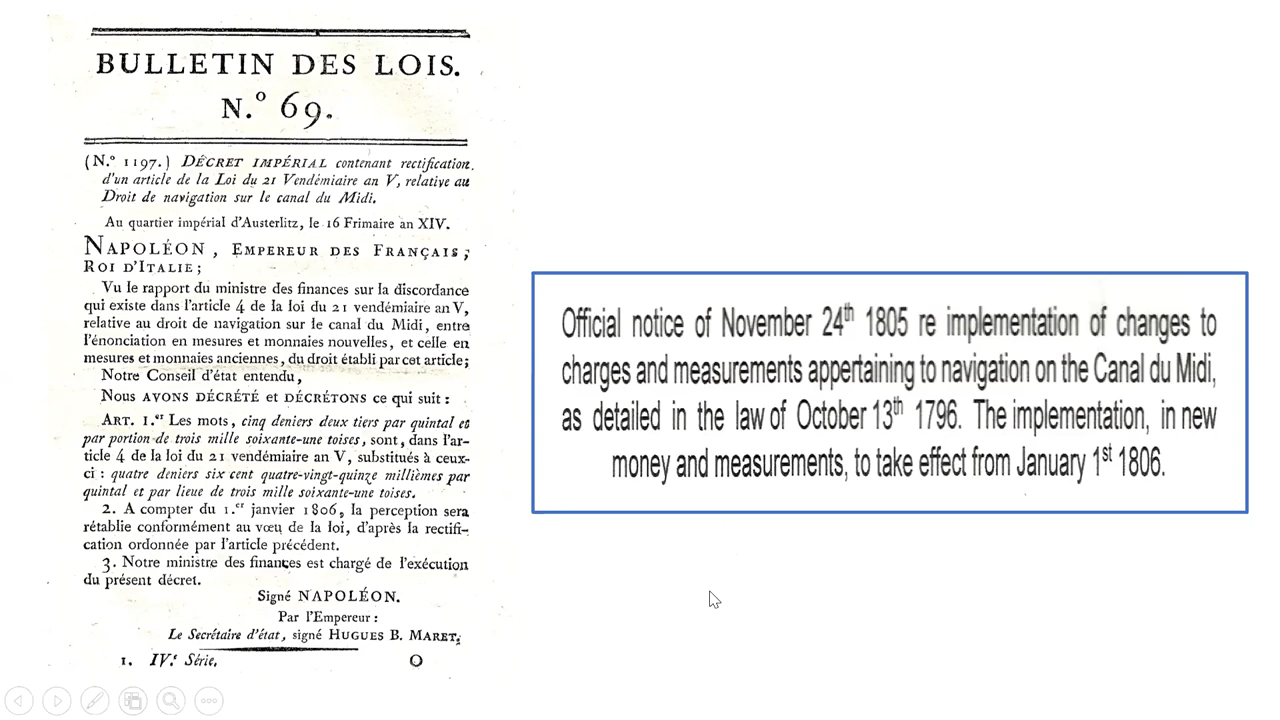 BULLETIN DES LOIS.
N.º 69.
(N.º 1197.) DÉCRET IMPÉRIAL contenant rectification
d'un article de la Loi du 21 Vendémiaire an V, relative au
Droit de navigation sur le canal du Midi.
Au quartier impérial d'Austerlitz, le 16 Frimaire an XIV.
NAPOLÉON, EMPEREUR DES FRANÇAIS,
ROI D'ITALIE;
Vu le rapport du ministre des finances sur la discordance
qui existe dans l'article 4 de la loi du 21 vendémiaire an V,
relative au droit de navigation sur le canal du Midi, entre
l'énonciation en mesures et monnaies nouvelles, et celle en
mesures et monnaies anciennes, du droit établi par cet article;
Notre Conseil d'état entendu,
Nous AVONS DÉCRÉTÉ et DÉCRÉTONS ce qui suit :
ART. 1.er Les mots, cinq deniers deux tiers par quintal et
par portion de trois mille soixante-une toises, sont, dans l'ar-
ticle 4 de la loi du 21 vendémiaire an V, substitués à ceux-
ci : quatre deniers six cent quatre-vingt-quinze millièmes par
quintal et par lieue de trois mille soixante-une toises.
2. A compter du 1.er janvier 1806, la perception sera
rétablie conformément au vœu de la loi, d'après la rectifi-
cation ordonnée par l'article précédent.
3. Notre ministre des finances est chargé de l'exécution
du présent décret.
Signé NAPOLÉON.
Par l'Empereur :
Le Secrétaire d'état, signé HUGUES B. MARET.
1. IV.e Série.
O
Official notice of November 24th 1805 re implementation of changes to
charges and measurements appertaining to navigation on the Canal du Midi,
as detailed in the law of October 13th 1796. The implementation, in new
money and measurements, to take effect from January 1st 1806.